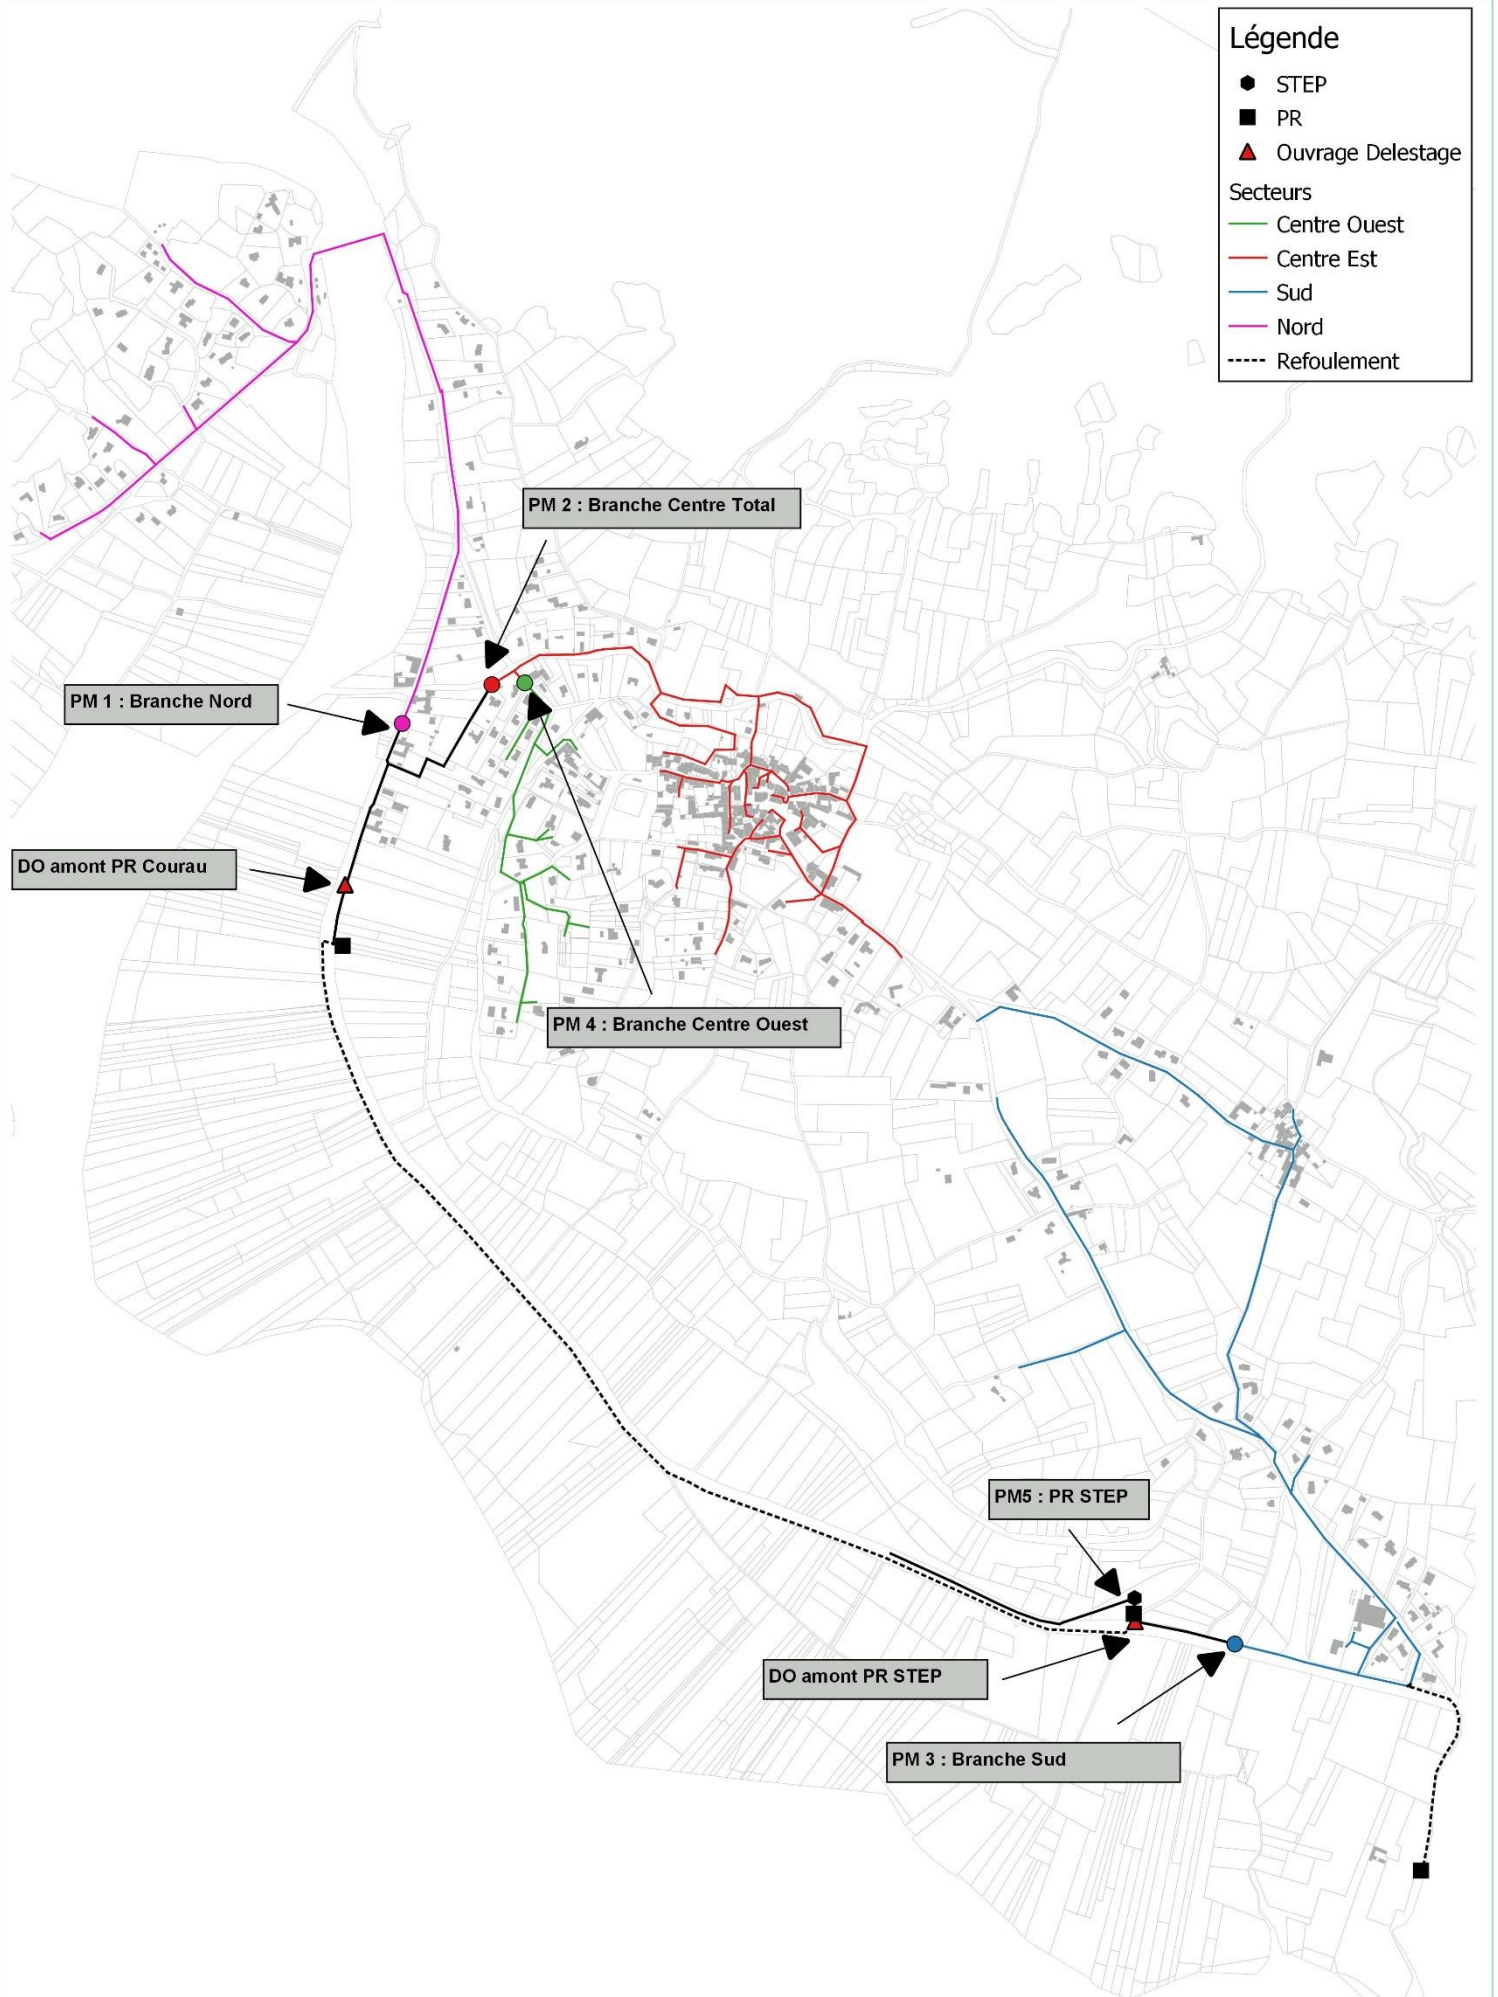 Légende
STEP
PR
Ouvrage Delestage
Secteurs
Centre Ouest
Centre Est
Sud
Nord
Refoulement
PM 2 : Branche Centre Total
PM 1 : Branche Nord
DO amont PR Courau
PM 4 : Branche Centre Ouest
PM5 : PR STEP
DO amont PR STEP
PM 3 : Branche Sud